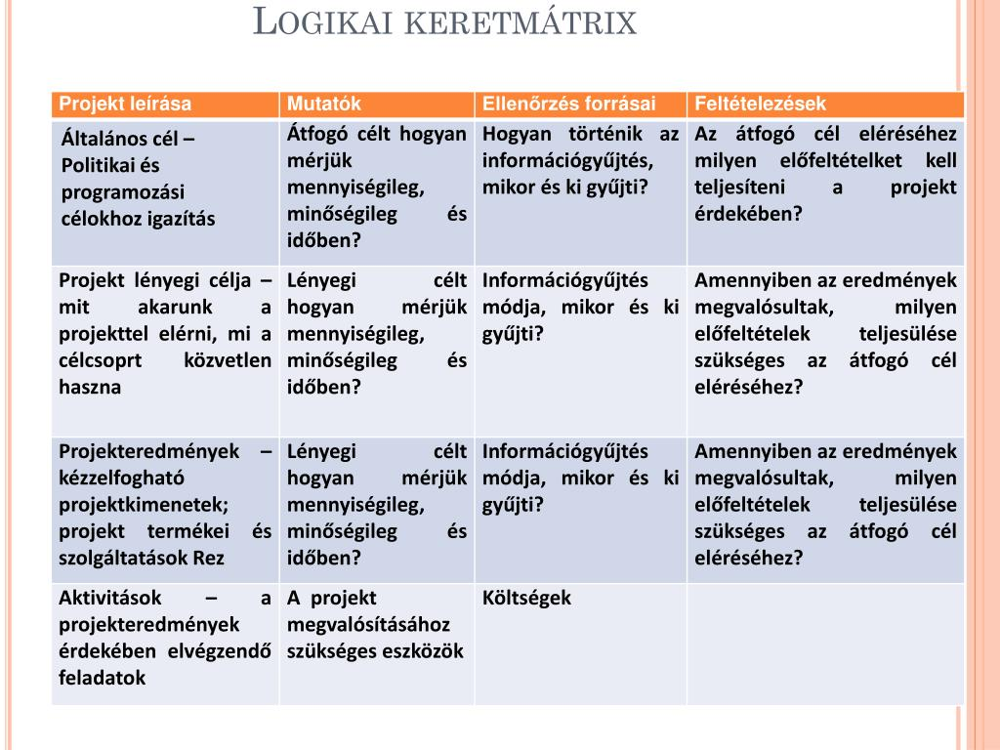 Logikai keretmátrix
Projekt leírása
Mutatók
Ellenőrzés forrásai
Feltételezések
Általános cél –
Politikai és
programozási
célokhoz igazítás
Átfogó célt hogyan
mérjük
mennyiségileg,
minőségileg és
időben?
Hogyan történik az
információgyűjtés,
mikor és ki gyűjti?
Az átfogó cél eléréséhez
milyen előfeltételket kell
teljesíteni a projekt
érdekében?
Projekt lényegi célja –
mit akarunk a
projekttel elérni, mi a
célcsoprt közvetlen
haszna
Lényegi célt
hogyan mérjük
mennyiségileg,
minőségileg és
időben?
Információgyűjtés
módja, mikor és ki
gyűjti?
Amennyiben az eredmények
megvalósultak, milyen
előfeltételek teljesülése
szükséges az átfogó cél
eléréséhez?
Projekteredmények –
kézzelfogható
projektkimenetek;
projekt termékei és
szolgáltatások Rez
Lényegi célt
hogyan mérjük
mennyiségileg,
minőségileg és
időben?
Információgyűjtés
módja, mikor és ki
gyűjti?
Amennyiben az eredmények
megvalósultak, milyen
előfeltételek teljesülése
szükséges az átfogó cél
eléréséhez?
Aktivitások – a
projekteredmények
érdekében elvégzendő
feladatok
A projekt
megvalósításához
szükséges eszközök
Költségek